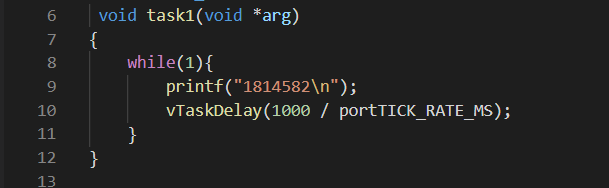 6 void task1(void *arg)
7 {
8 while(1){
9 printf("1814582\n");
10 vTaskDelay(1000 / portTICK_RATE_MS);
11 }
12 }
13